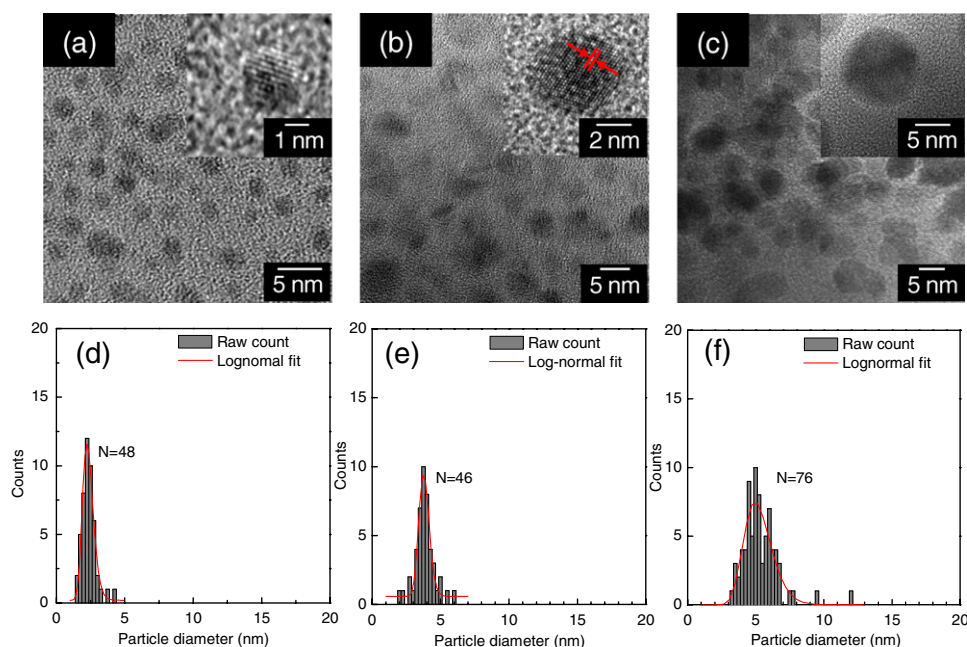 (a)
1 nm
5 nm
(b)
2 nm
5 nm
(c)
5 nm
5 nm
20
15
10
5
0
Counts
(d)
Raw count
Lognomal fit
N=48
0 5 10 15 20
Particle diameter (nm)
20
15
10
5
0
Counts
(e)
Raw count
Log-normal fit
N=46
0 5 10 15 20
Particle diameter (nm)
20
15
10
5
0
Counts
(f)
Raw count
Lognormal fit
N=76
0 5 10 15 20
Particle diameter (nm)